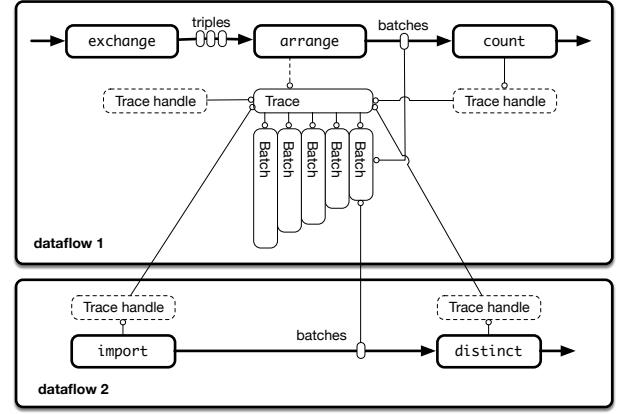 triples
batches
exchange
arrange
count
Trace handle
Trace
Trace handle
Batch
Batch
Batch
Batch
Batch
dataflow 1
Trace handle
Trace handle
batches
import
distinct
dataflow 2